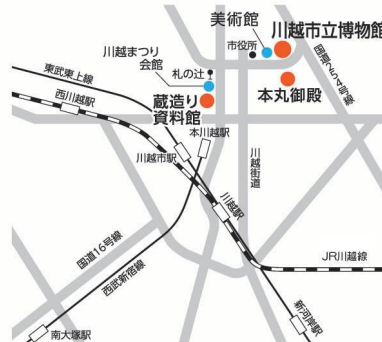 美術館
川越市立博物館
市役所
川越まつり
会館
札の辻
国道254号線
東武東上線
蔵造り
資料館
本丸御殿
西川越駅
本川越駅
川越市駅
川越街道
川越駅
国道16号線
西武新宿線
JR川越線
新河岸駅
南大塚駅